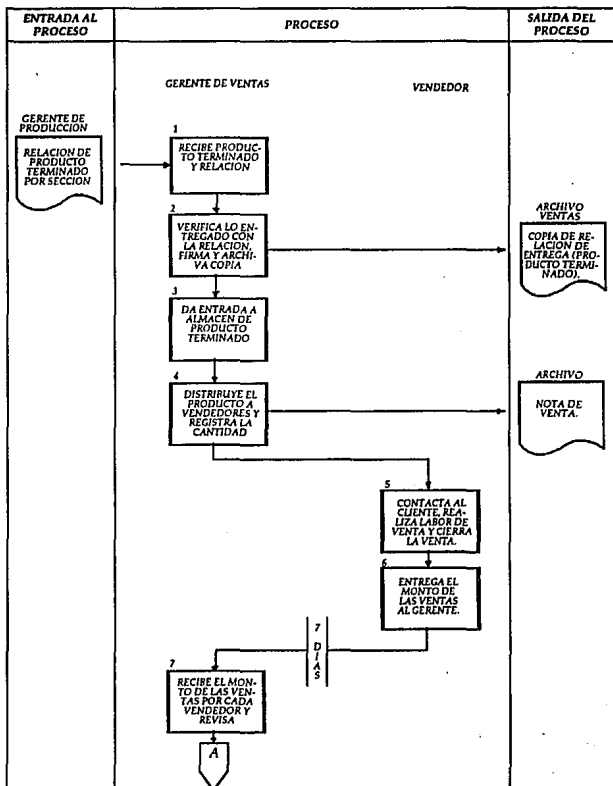 ENTRADA AL
PROCESO
PROCESO
SALIDA DEL
PROCESO
GERENTE DE VENTAS
VENDEDOR
GERENTE DE
PRODUCCION
RELACION DE
PRODUCTO
TERMINADO
POR SECCION
1
RECIBE PRODUC-
TO TERMINADO
Y RELACION
2
VERIFICA LO EN-
TREGADO CON
LA RELACION,
FIRMA Y ARCHI-
VA COPIA
ARCHIVO
VENTAS
COPIA DE RE-
LACION DE
ENTREGA (PRO-
DUCTO TERMI-
NADO).
3
DA ENTRADA A
ALMACEN DE
PRODUCTO
TERMINADO
4
DISTRIBUYE EL
PRODUCTO A
VENDEDORES Y
REGISTRA LA
CANTIDAD
ARCHIVO
NOTA DE
VENTA.
5
CONTACTA AL
CLIENTE, REA-
LIZA LABOR DE
VENTA Y CIERRA
LA VENTA.
6
ENTREGA EL
MONTO DE
LAS VENTAS
AL GERENTE.
7
D
I
A
S
7
RECIBE EL MON-
TO DE LAS VEN-
TAS POR CADA
VENDEDOR Y
REVISA
A